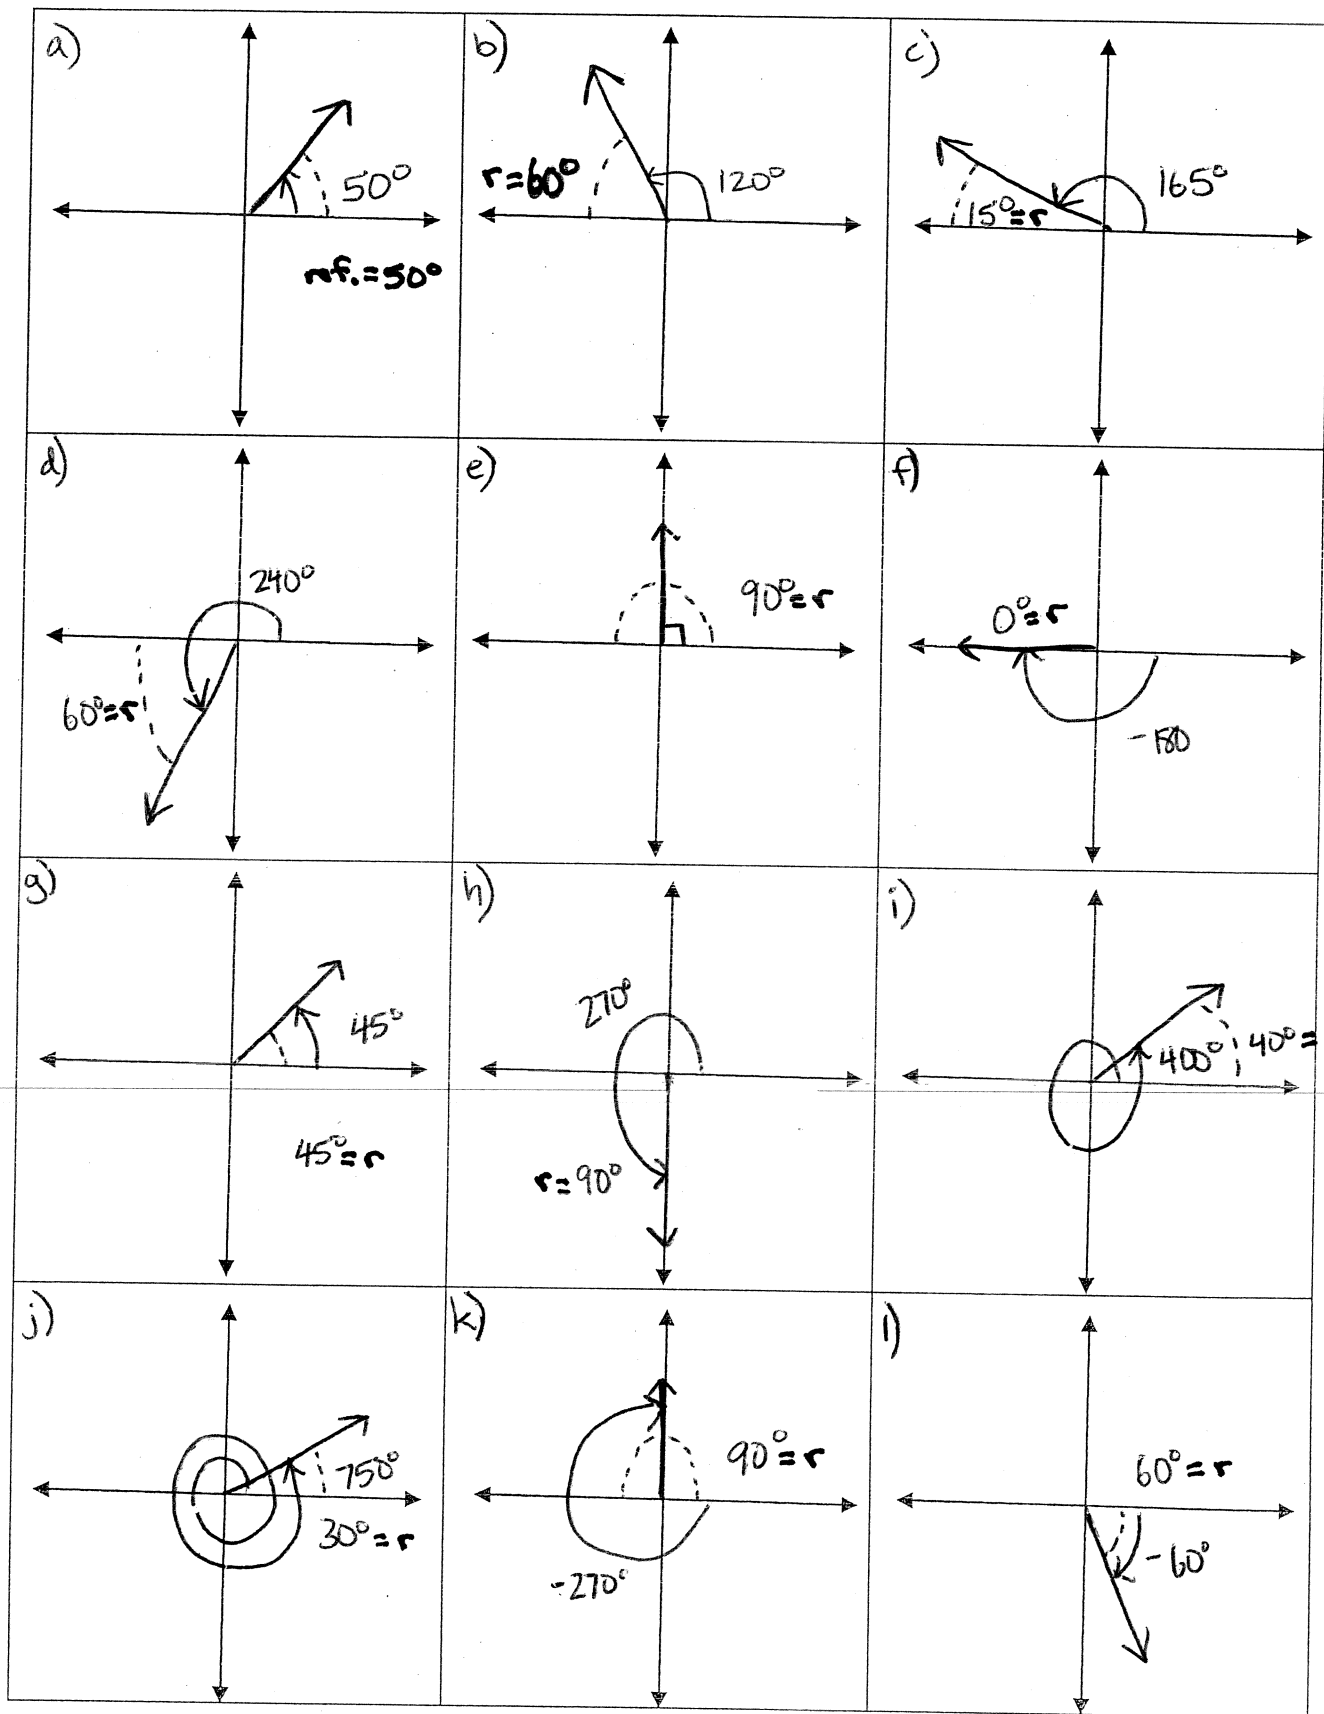 a)
50°
ref.=50°
b)
r=60°
120°
c)
165°
15°=r
d)
240°
60°=r
e)
90°=r
f)
0°=r
-180
g)
45°
45°=r
h)
270°
r=90°
i)
400°
40°=
j)
750°
30°=r
k)
90°=r
-270°
l)
60°=r
-60°